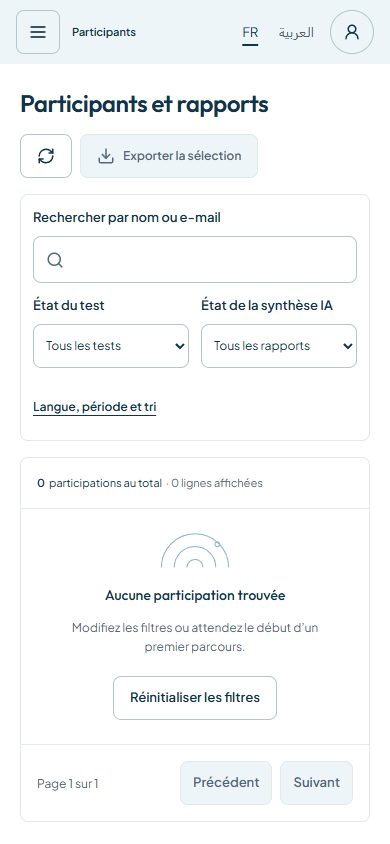 Participants
FR
العربية
Participants et rapports
Exporter la sélection
Rechercher par nom ou e-mail
État du test
État de la synthèse IA
Tous les tests
Tous les rapports
Langue, période et tri
0 participations au total · 0 lignes affichées
Aucune participation trouvée
Modifiez les filtres ou attendez le début d’un
premier parcours.
Réinitialiser les filtres
Page 1 sur 1
Précédent
Suivant